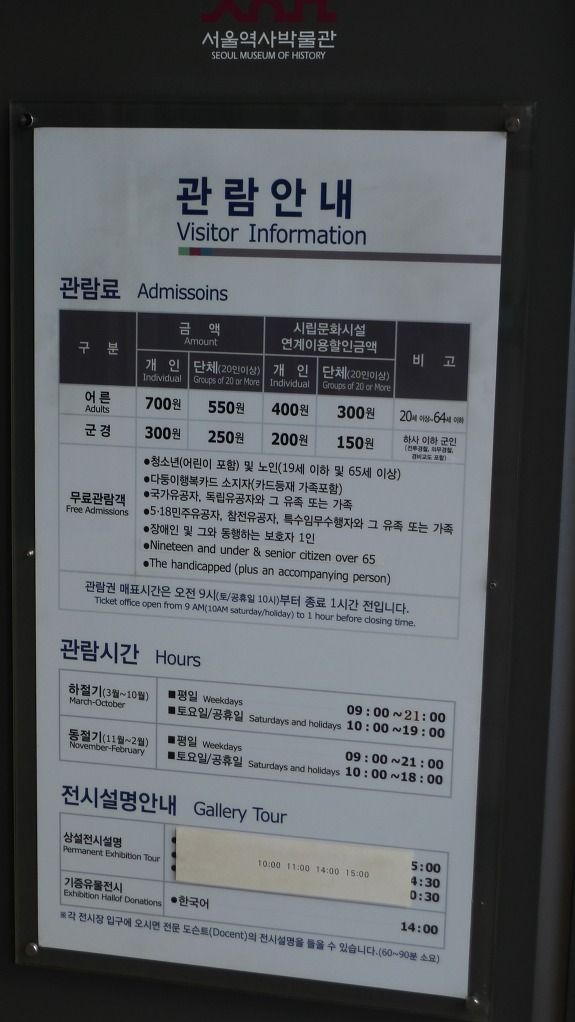 서울역사박물관
SEOUL MUSEUM OF HISTORY
관람안내
Visitor Information
관람료 Admissoins
구 분
금 액
Amount
시립문화시설
연계이용할인금액
비 고
개 인
Individual
단체(20인이상)
Groups of 20 or More
개 인
Individual
단체(20인이상)
Groups of 20 or More
어른
Adults
700원 550원 400원 300원 20세 이상~64세 이하
군경 300원 250원 200원 150원
하사 이하 군인
(전투경찰, 의무경찰,
경비교도 포함)
무료관람객
Free Admissions
●청소년(어린이 포함) 및 노인(19세 이하 및 65세 이상)
●다둥이행복카드 소지자(카드등재 가족포함)
●국가유공자, 독립유공자와 그 유족 또는 가족
●5·18민주유공자, 참전유공자, 특수임무수행자와 그 유족 또는 가족
●장애인 및 그와 동행하는 보호자 1인
●Nineteen and under & senior citizen over 65
●The handicapped (plus an accompanying person)
관람권 매표시간은 오전 9시(토/공휴일 10시)부터 종료 1시간 전입니다.
Ticket office open from 9 AM(10AM saturday/holiday) to 1 hour before closing time.
관람시간 Hours
하절기(3월~10월)
March-October
■평일 Weekdays 09:00~21:00
■토요일/공휴일 Saturdays and holidays 10:00~19:00
동절기(11월~2월)
November-February
■평일 Weekdays 09:00~21:00
■토요일/공휴일 Saturdays and holidays 10:00~18:00
전시설명안내 Gallery Tour
상설전시설명
Permanent Exhibition Tour
10:00 11:00 14:00 15:00
5:00
4:30
0:30
기증유물전시
Exhibition Hallof Donations
●한국어 14:00
※각 전시장 입구에 오시면 전문 도슨트(Docent)의 전시설명을 들을 수 있습니다.(60~90분 소요)